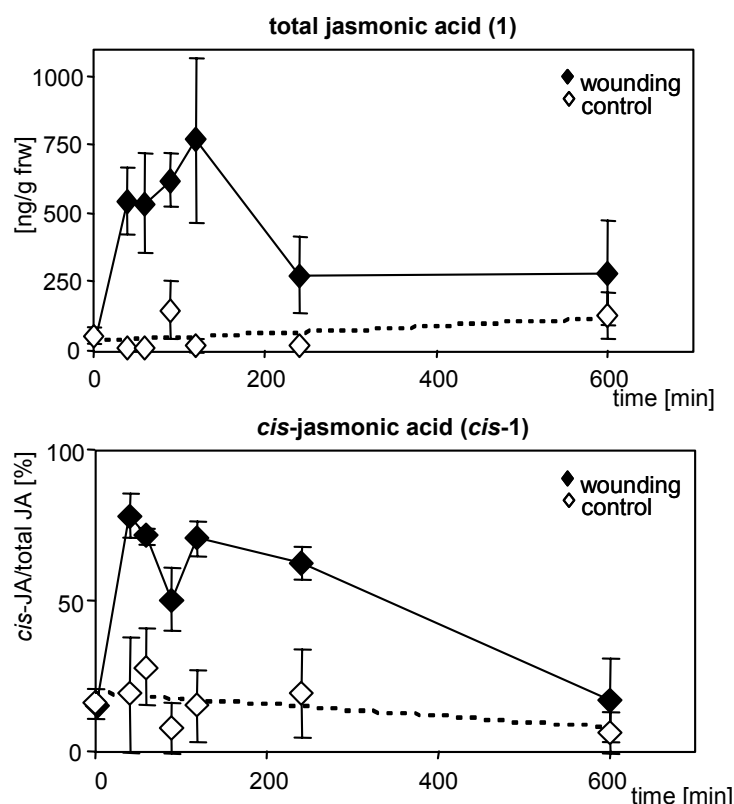 total jasmonic acid (1)
[ng/g frw]
1000
750
500
250
0
wounding
control
0 200 400 600
time [min]
cis-jasmonic acid (cis-1)
cis-JA/total JA [%]
100
50
0
wounding
control
0 200 400 600
time [min]